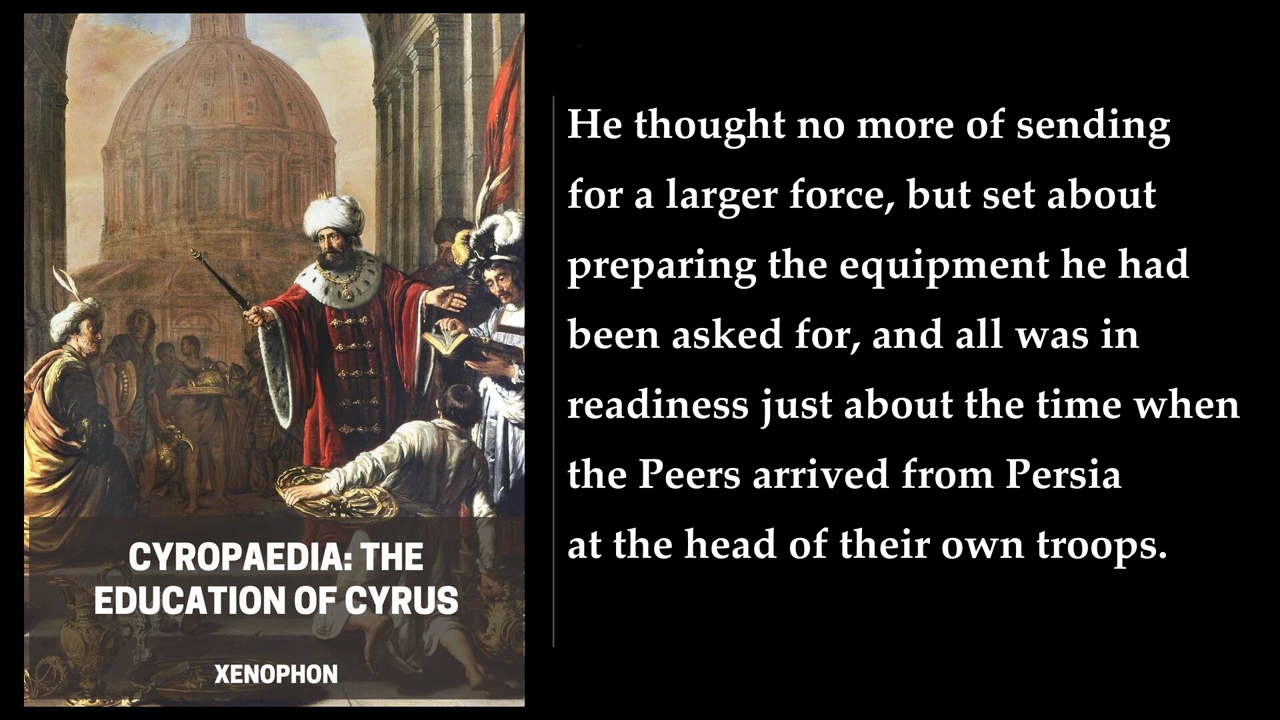 CYROPAEDIA: THE
EDUCATION OF CYRUS
XENOPHON
He thought no more of sending
for a larger force, but set about
preparing the equipment he had
been asked for, and all was in
readiness just about the time when
the Peers arrived from Persia
at the head of their own troops.